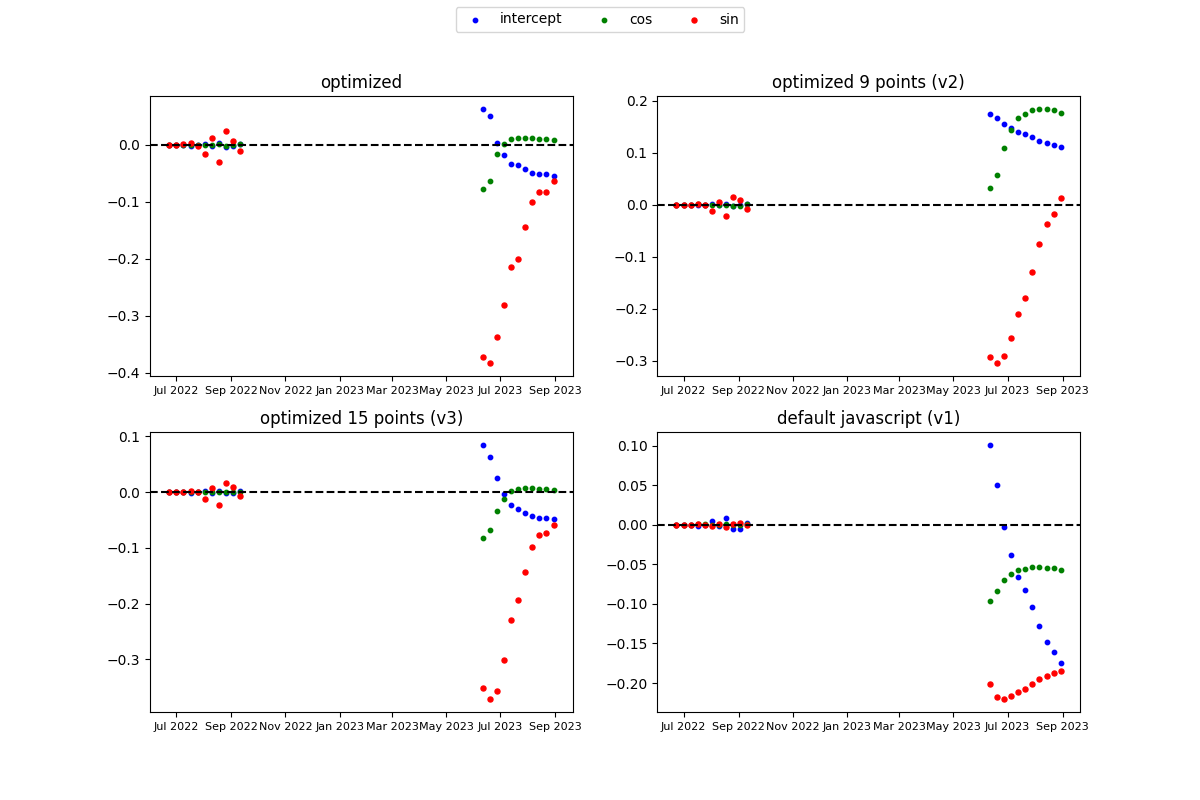 intercept cos sin
optimized
0.0
−0.1
−0.2
−0.3
−0.4
Jul 2022 Sep 2022 Nov 2022 Jan 2023 Mar 2023 May 2023 Jul 2023 Sep 2023
optimized 9 points (v2)
0.2
0.1
0.0
−0.1
−0.2
−0.3
Jul 2022 Sep 2022 Nov 2022 Jan 2023 Mar 2023 May 2023 Jul 2023 Sep 2023
optimized 15 points (v3)
0.1
0.0
−0.1
−0.2
−0.3
Jul 2022 Sep 2022 Nov 2022 Jan 2023 Mar 2023 May 2023 Jul 2023 Sep 2023
default javascript (v1)
0.10
0.05
0.00
−0.05
−0.10
−0.15
−0.20
Jul 2022 Sep 2022 Nov 2022 Jan 2023 Mar 2023 May 2023 Jul 2023 Sep 2023